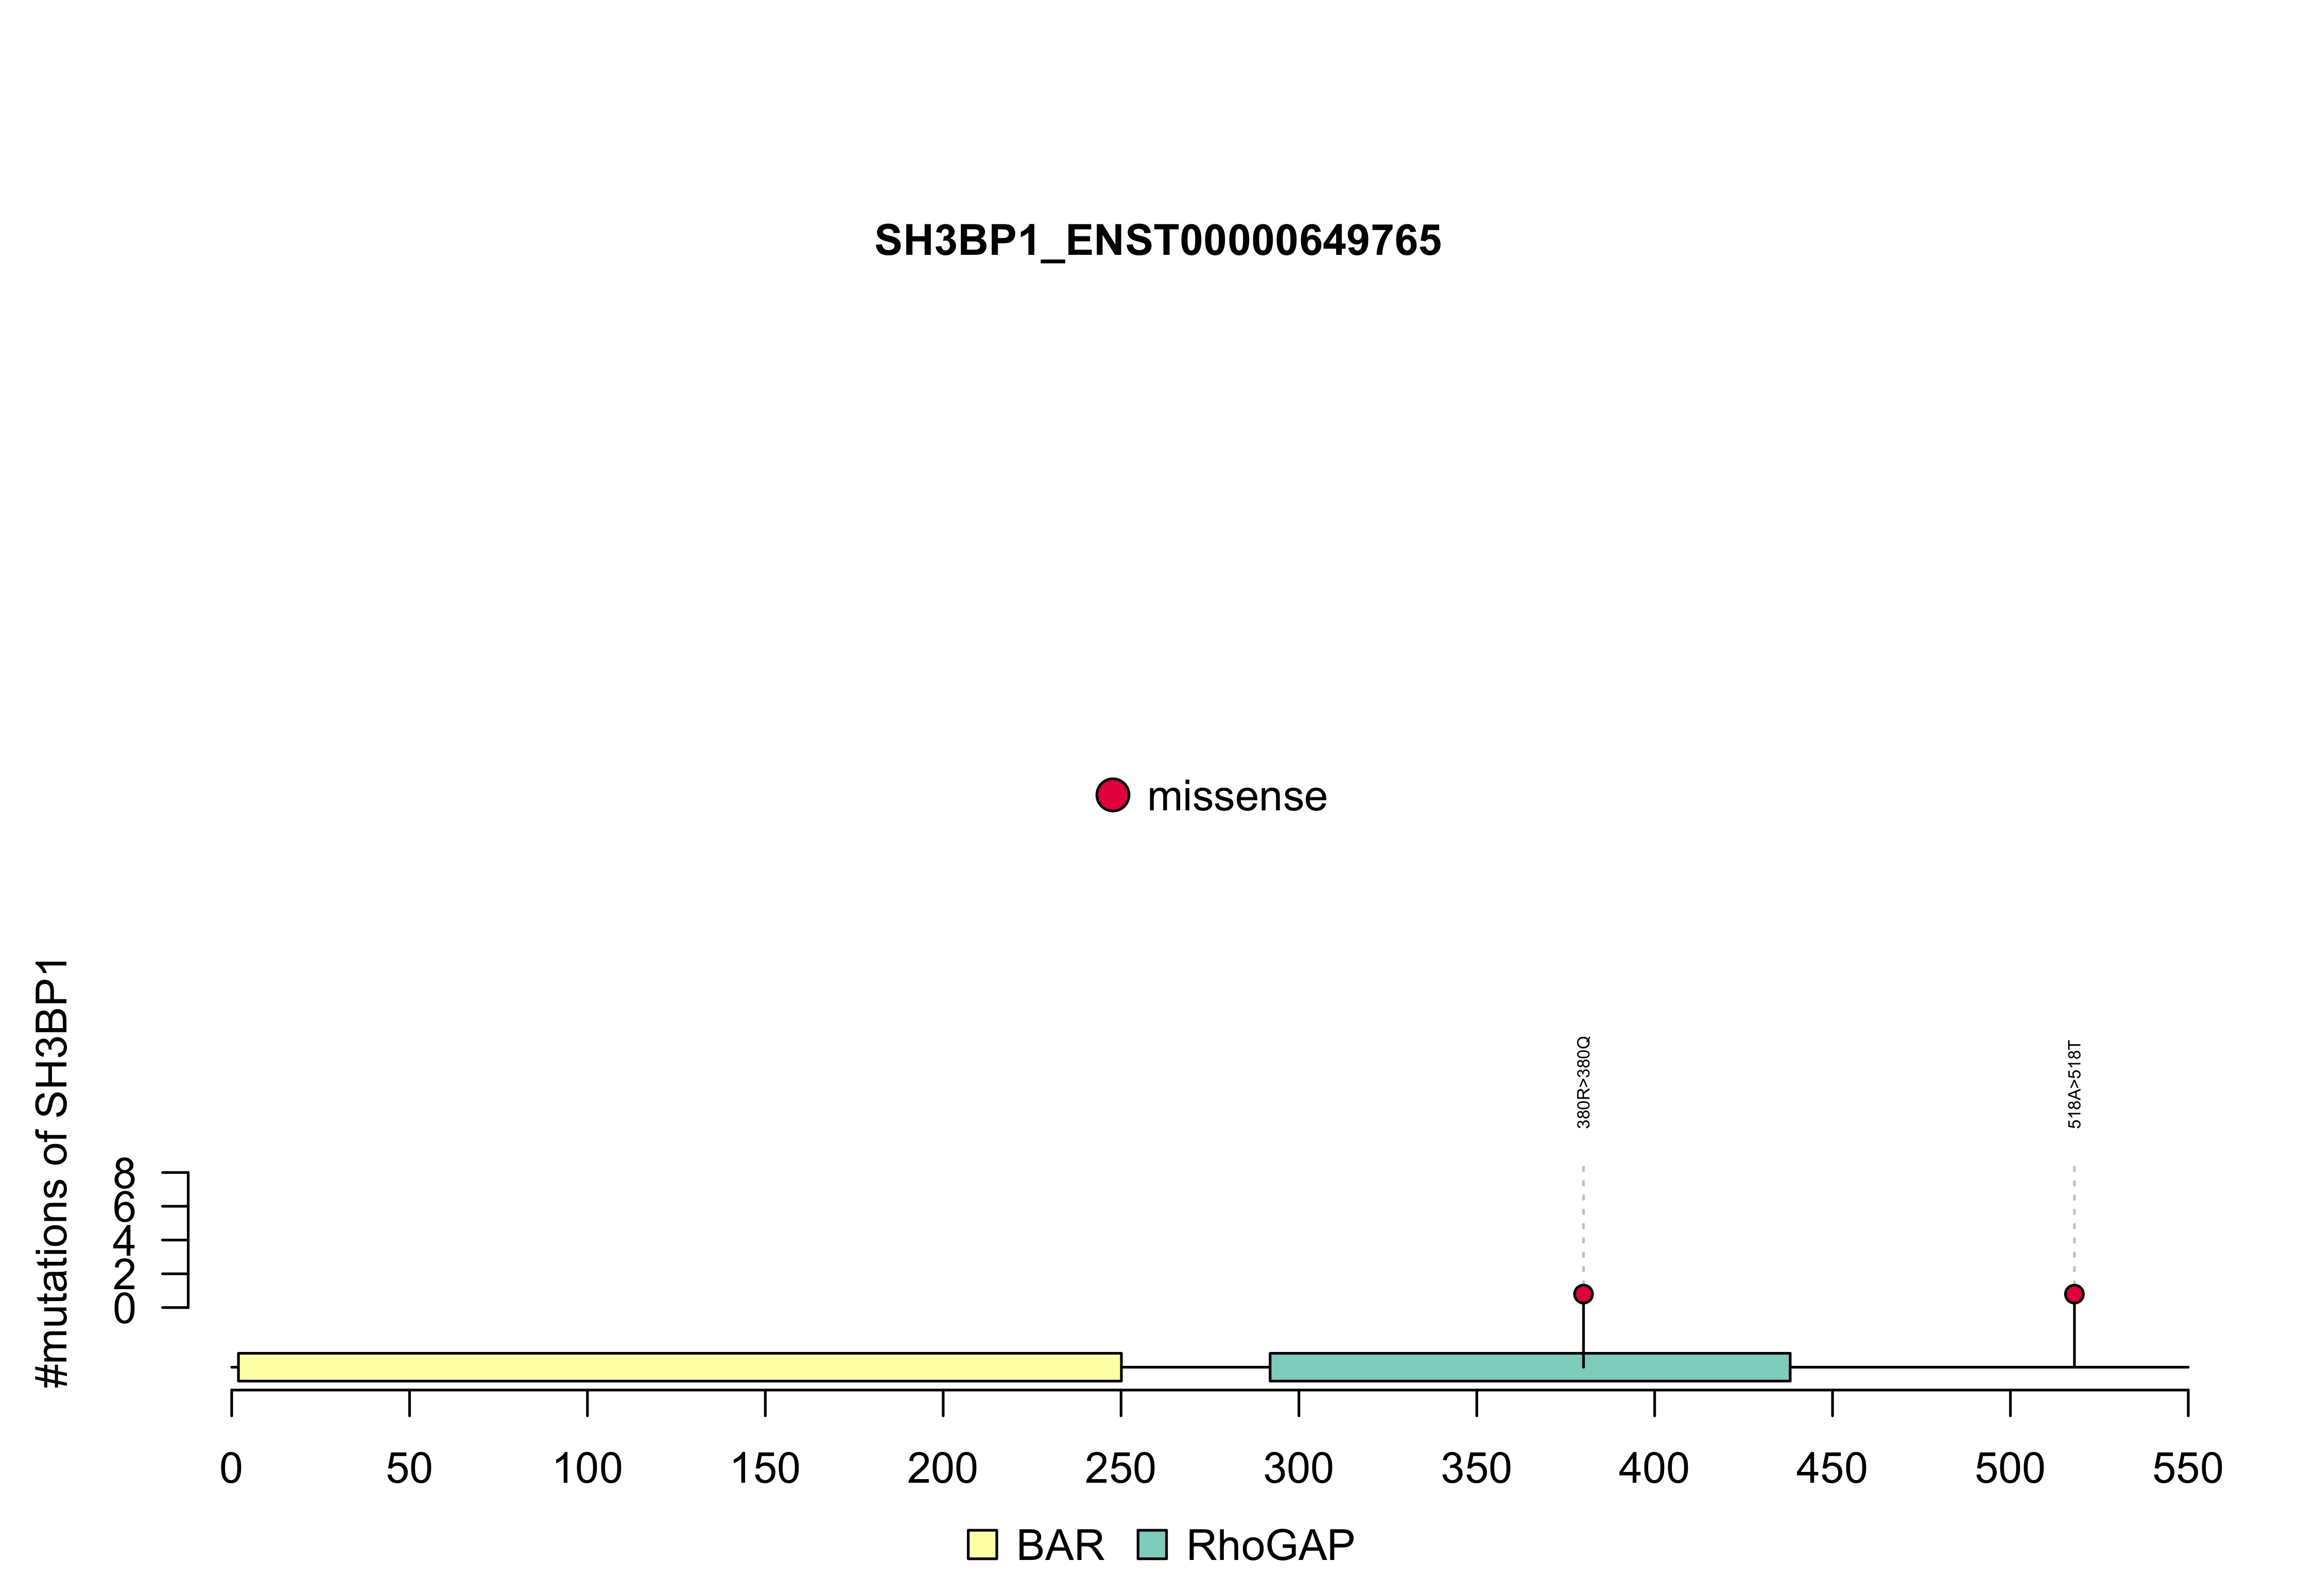 SH3BP1_ENST00000649765
missense
#mutations of SH3BP1
380R>380Q
518A>518T
8
6
4
2
0
0 50 100 150 200 250 300 350 400 450 500 550
BAR RhoGAP